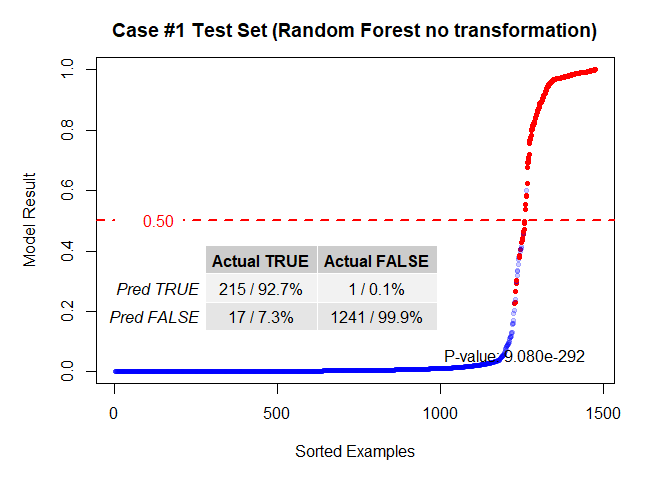 Case #1 Test Set (Random Forest no transformation)
Model Result
1.0
0.8
0.6
0.4
0.2
0.0
0.50
Actual TRUE Actual FALSE
Pred TRUE 215 / 92.7% 1 / 0.1%
Pred FALSE 17 / 7.3% 1241 / 99.9%
P-value: 9.080e-292
0 500 1000 1500
Sorted Examples